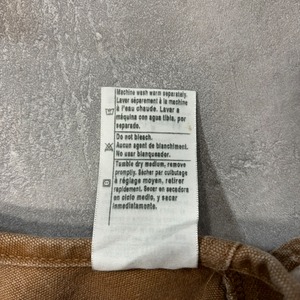 Machine wash warm separately.
Laver séparément à la machine
à l'eau chaude. Lavar a
máquina con agua tibia, por
separado.
Do not bleach.
Aucun agent de blanchiment.
No usar blanqueador.
Tumble dry medium, remove
promptly. Sécher par culbutage
à réglage moyen, retirer
rapidement. Secar en secadora
en ciclo medio, y sacar
inmediatamente.